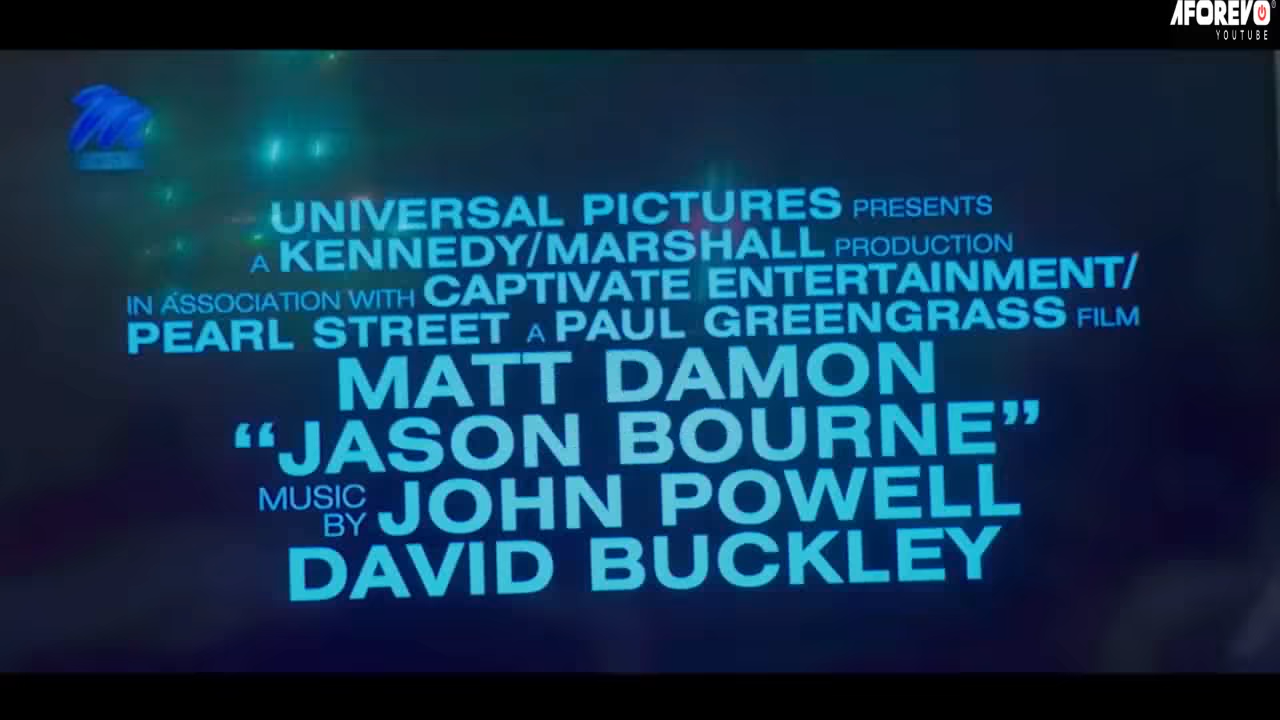 AFOREVO
YOUTUBE
UNIVERSAL PICTURES PRESENTS
A KENNEDY/MARSHALL PRODUCTION
IN ASSOCIATION WITH CAPTIVATE ENTERTAINMENT/
PEARL STREET A PAUL GREENGRASS FILM
MATT DAMON
“JASON BOURNE”
MUSIC BY JOHN POWELL
DAVID BUCKLEY